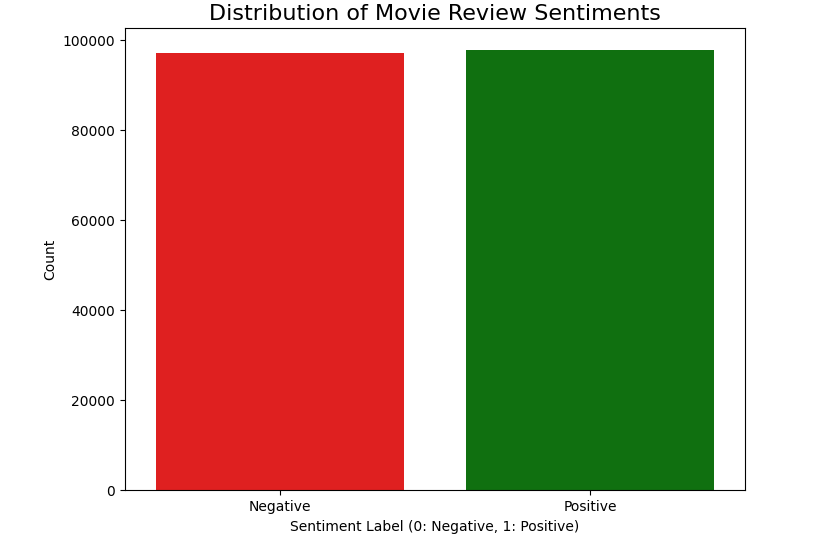 Distribution of Movie Review Sentiments
100000
80000
60000
40000
20000
0
Count
Negative
Positive
Sentiment Label (0: Negative, 1: Positive)